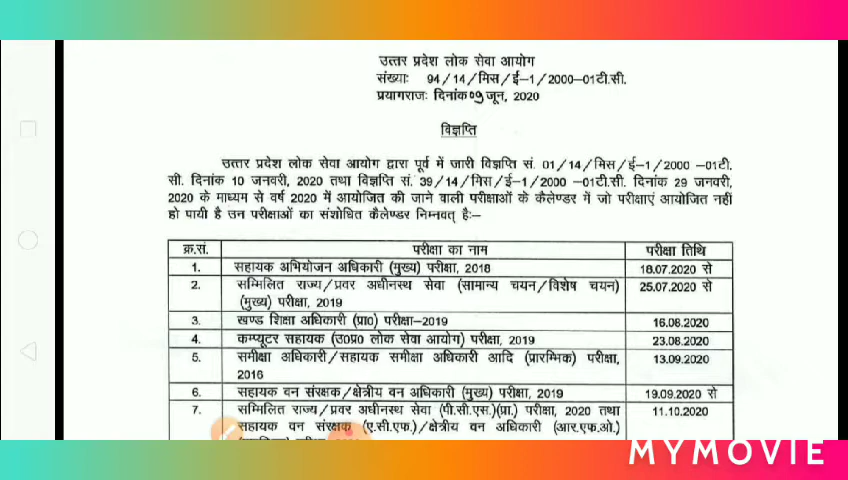 उत्तर प्रदेश लोक सेवा आयोग
संख्याः 94/14/मिस/ई-1/2000-01टी.सी.
प्रयागराजः दिनांक 09 जून, 2020
विज्ञप्ति
उत्तर प्रदेश लोक सेवा आयोग द्वारा पूर्व में जारी विज्ञप्ति सं. 01/14/मिस/ई-1/2000 -01टी.
सी. दिनांक 10 जनवरी, 2020 तथा विज्ञप्ति सं. 39/14/मिस/ई-1/2000 -01टी.सी. दिनांक 29 जनवरी,
2020 के माध्यम से वर्ष 2020 में आयोजित की जाने वाली परीक्षाओं के कैलेण्डर में जो परीक्षाएं आयोजित नहीं
हो पायी है उन परीक्षाओं का संशोधित कैलेण्डर निम्नवत् हैः-
क्र.सं. परीक्षा का नाम परीक्षा तिथि
1. सहायक अभियोजन अधिकारी (मुख्य) परीक्षा, 2018 18.07.2020 से
2. सम्मिलित राज्य/प्रवर अधीनस्थ सेवा (सामान्य चयन/विशेष चयन) 25.07.2020 से
(मुख्य) परीक्षा, 2019
3. खण्ड शिक्षा अधिकारी (प्रा0) परीक्षा-2019 16.08.2020
4. कम्प्यूटर सहायक (उ0प्र0 लोक सेवा आयोग) परीक्षा, 2019 23.08.2020
5. समीक्षा अधिकारी/सहायक समीक्षा अधिकारी आदि (प्रारम्भिक) परीक्षा, 13.09.2020
2016
6. सहायक वन संरक्षक/क्षेत्रीय वन अधिकारी (मुख्य) परीक्षा, 2019 19.09.2020 से
7. सम्मिलित राज्य/प्रवर अधीनस्थ सेवा (पी.सी.एस.)(प्रा.) परीक्षा, 2020 तथा 11.10.2020
सहायक वन संरक्षक (ए.सी.एफ.)/क्षेत्रीय वन अधिकारी (आर.एफ.ओ.)
MYMOVIE